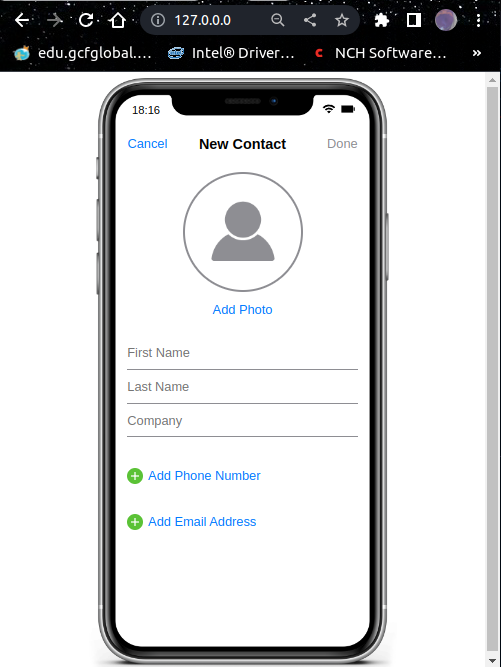 127.0.0.0
edu.gcfglobal.... Intel® Driver... NCH Software... »
18:16
Cancel New Contact Done
Add Photo
First Name
Last Name
Company
Add Phone Number
Add Email Address